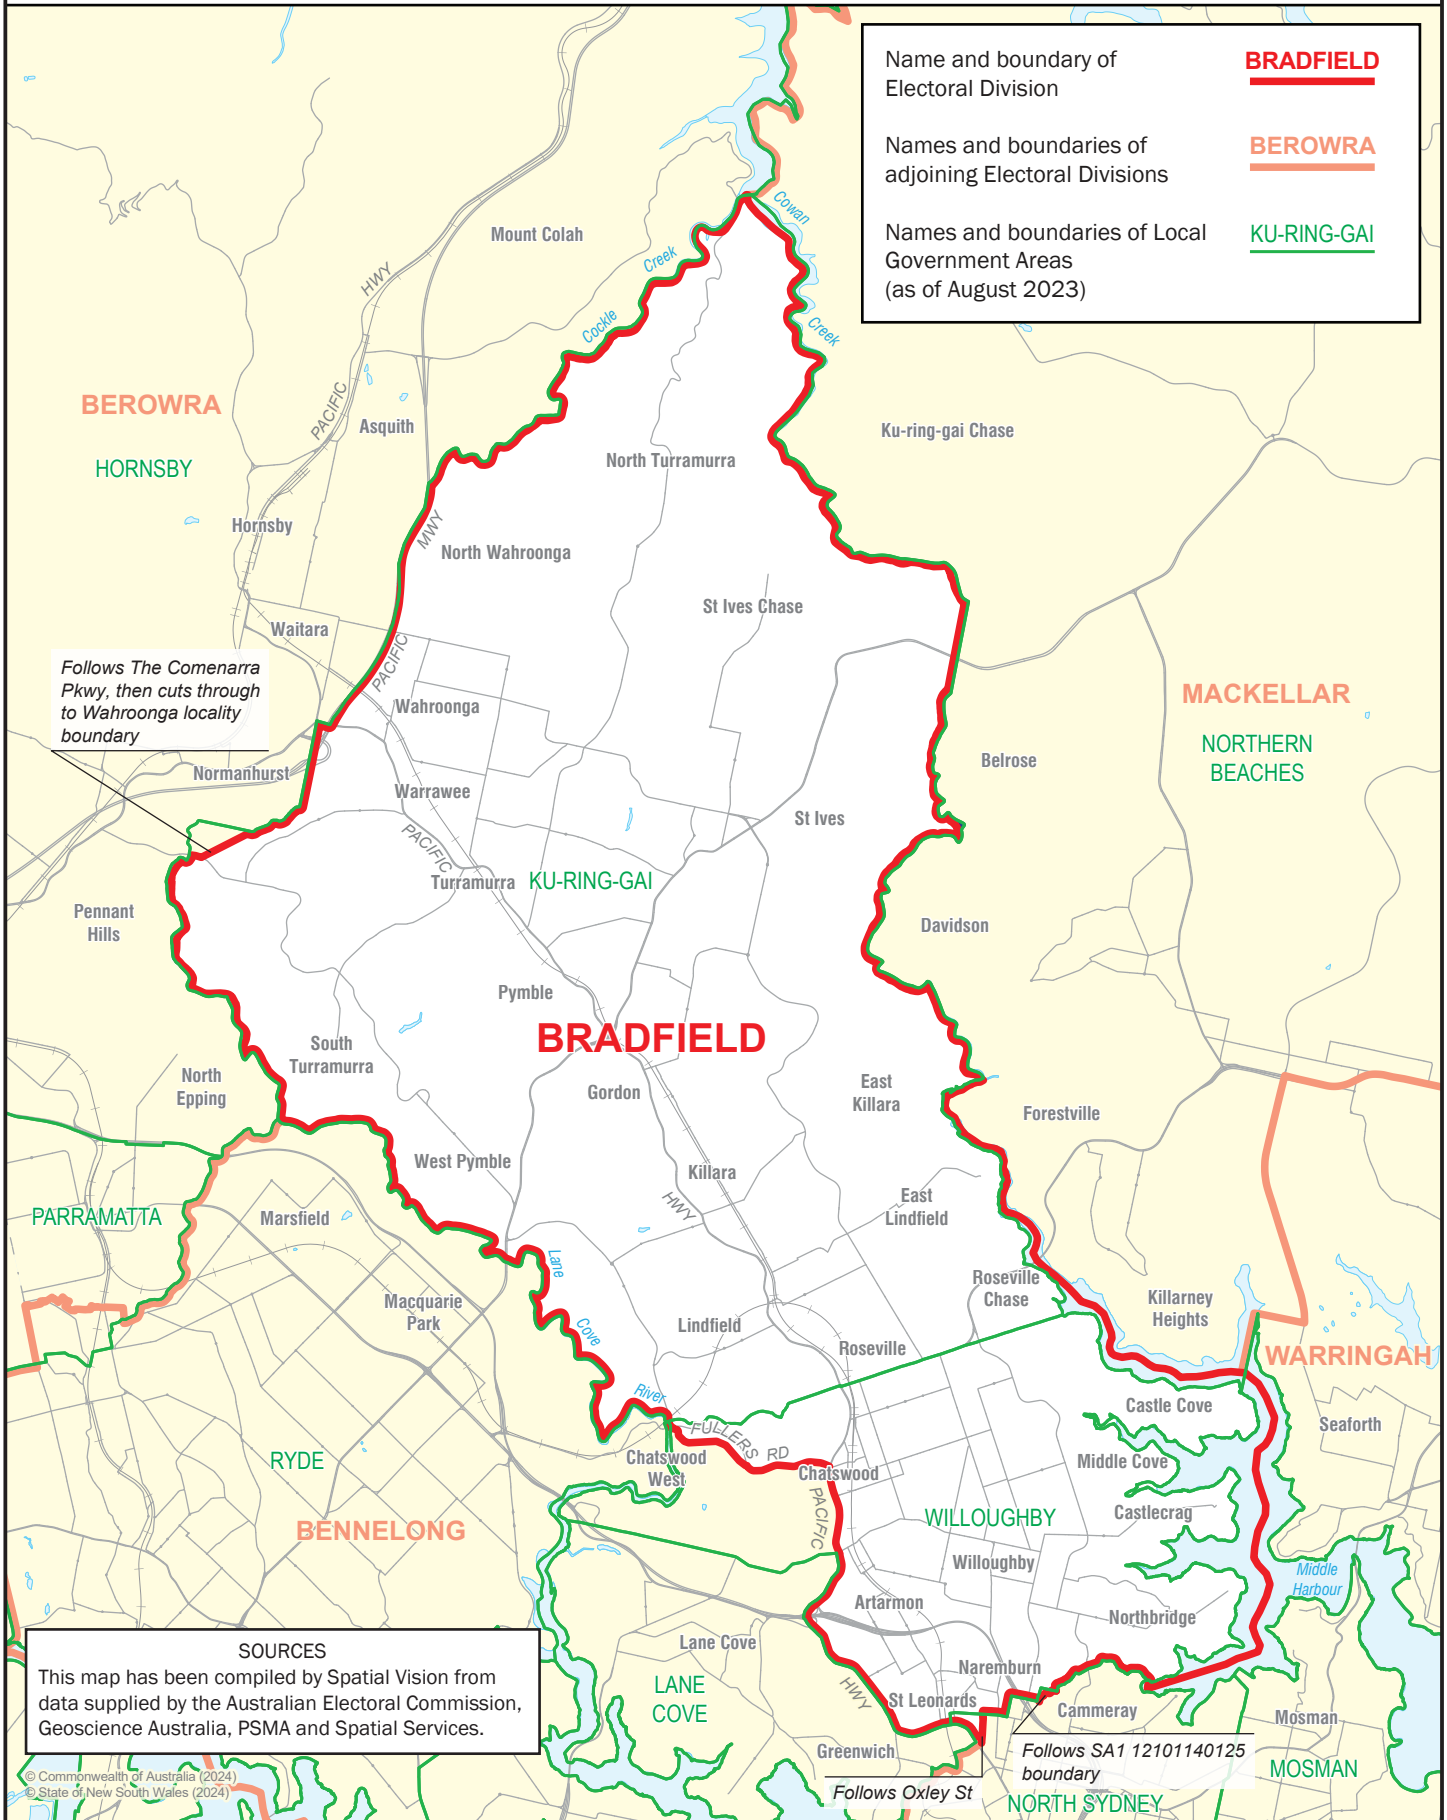 Name and boundary of
Electoral Division
BRADFIELD
Names and boundaries of
adjoining Electoral Divisions
BEROWRA
Names and boundaries of Local
Government Areas
(as of August 2023)
KU-RING-GAI
Cowan
Creek
Mount Colah
HWY
Creek
Cockle
PACIFIC
BEROWRA
Asquith
HORNSBY
Ku-ring-gai Chase
North Turramurra
Hornsby
MWY
North Wahroonga
St Ives Chase
Waitara
PACIFIC
Follows The Comenarra
Pkwy, then cuts through
to Wahroonga locality
boundary
Wahroonga
MACKELLAR
NORTHERN
BEACHES
Belrose
Normanhurst
Warrawee
St Ives
PACIFIC
Turramurra
KU-RING-GAI
Pennant
Hills
Davidson
Pymble
BRADFIELD
South
Turramurra
North
Epping
Gordon
East
Killara
Forestville
West Pymble
Killara
HWY
East
Lindfield
PARRAMATTA
Marsfield
Lane
Cove
River
Roseville
Chase
Killarney
Heights
Macquarie
Park
Lindfield
Roseville
WARRINGAH
Castle Cove
Seaforth
FULLERS
RD
RYDE
Chatswood
West
Chatswood
Middle Cove
PACIFIC
BENNELONG
WILLOUGHBY
Castlecrag
Willoughby
Middle
Harbour
Artarmon
Northbridge
SOURCES
This map has been compiled by Spatial Vision from
data supplied by the Australian Electoral Commission,
Geoscience Australia, PSMA and Spatial Services.
Lane Cove
LANE
COVE
HWY
Naremburn
St Leonards
Cammeray
Mosman
Greenwich
Follows SA1 12101140125
boundary
MOSMAN
Follows Oxley St
NORTH SYDNEY
© Commonwealth of Australia (2024)
© State of New South Wales (2024)